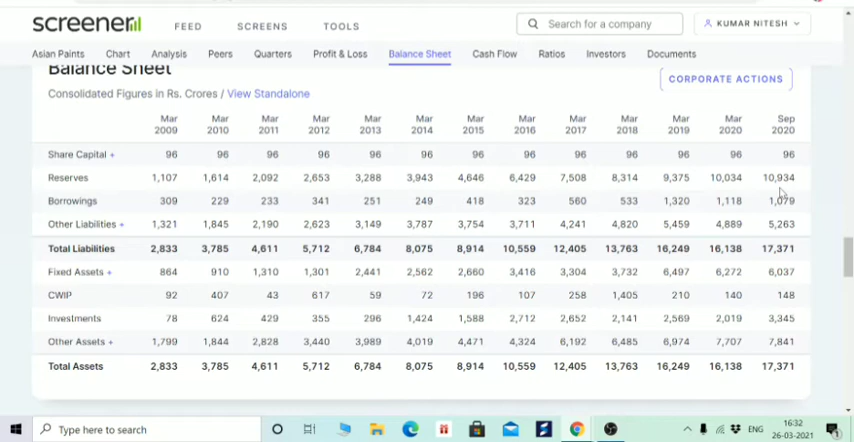 screener
FEED SCREENS TOOLS Search for a company KUMAR NITESH
Asian Paints Chart Analysis Peers Quarters Profit & Loss Balance Sheet Cash Flow Ratios Investors Documents
Balance Sheet
CORPORATE ACTIONS
Consolidated Figures in Rs. Crores / View Standalone
Mar Mar Mar Mar Mar Mar Mar Mar Mar Mar Mar Mar Sep
2009 2010 2011 2012 2013 2014 2015 2016 2017 2018 2019 2020 2020
Share Capital + 96 96 96 96 96 96 96 96 96 96 96 96 96
Reserves 1,107 1,614 2,092 2,653 3,288 3,943 4,646 6,429 7,508 8,314 9,375 10,034 10,934
Borrowings 309 229 233 341 251 249 418 323 560 533 1,320 1,118 1,079
Other Liabilities + 1,321 1,845 2,190 2,623 3,149 3,787 3,754 3,711 4,241 4,820 5,459 4,889 5,263
Total Liabilities 2,833 3,785 4,611 5,712 6,784 8,075 8,914 10,559 12,405 13,763 16,249 16,138 17,371
Fixed Assets + 864 910 1,310 1,301 2,441 2,562 2,660 3,416 3,304 3,732 6,497 6,272 6,037
CWIP 92 407 43 617 59 72 196 107 258 1,405 210 140 148
Investments 78 624 429 355 296 1,424 1,588 2,712 2,652 2,141 2,569 2,019 3,345
Other Assets + 1,799 1,844 2,828 3,440 3,989 4,019 4,471 4,324 6,192 6,485 6,974 7,707 7,841
Total Assets 2,833 3,785 4,611 5,712 6,784 8,075 8,914 10,559 12,405 13,763 16,249 16,138 17,371
Type here to search ENG 16:32
26-03-2021